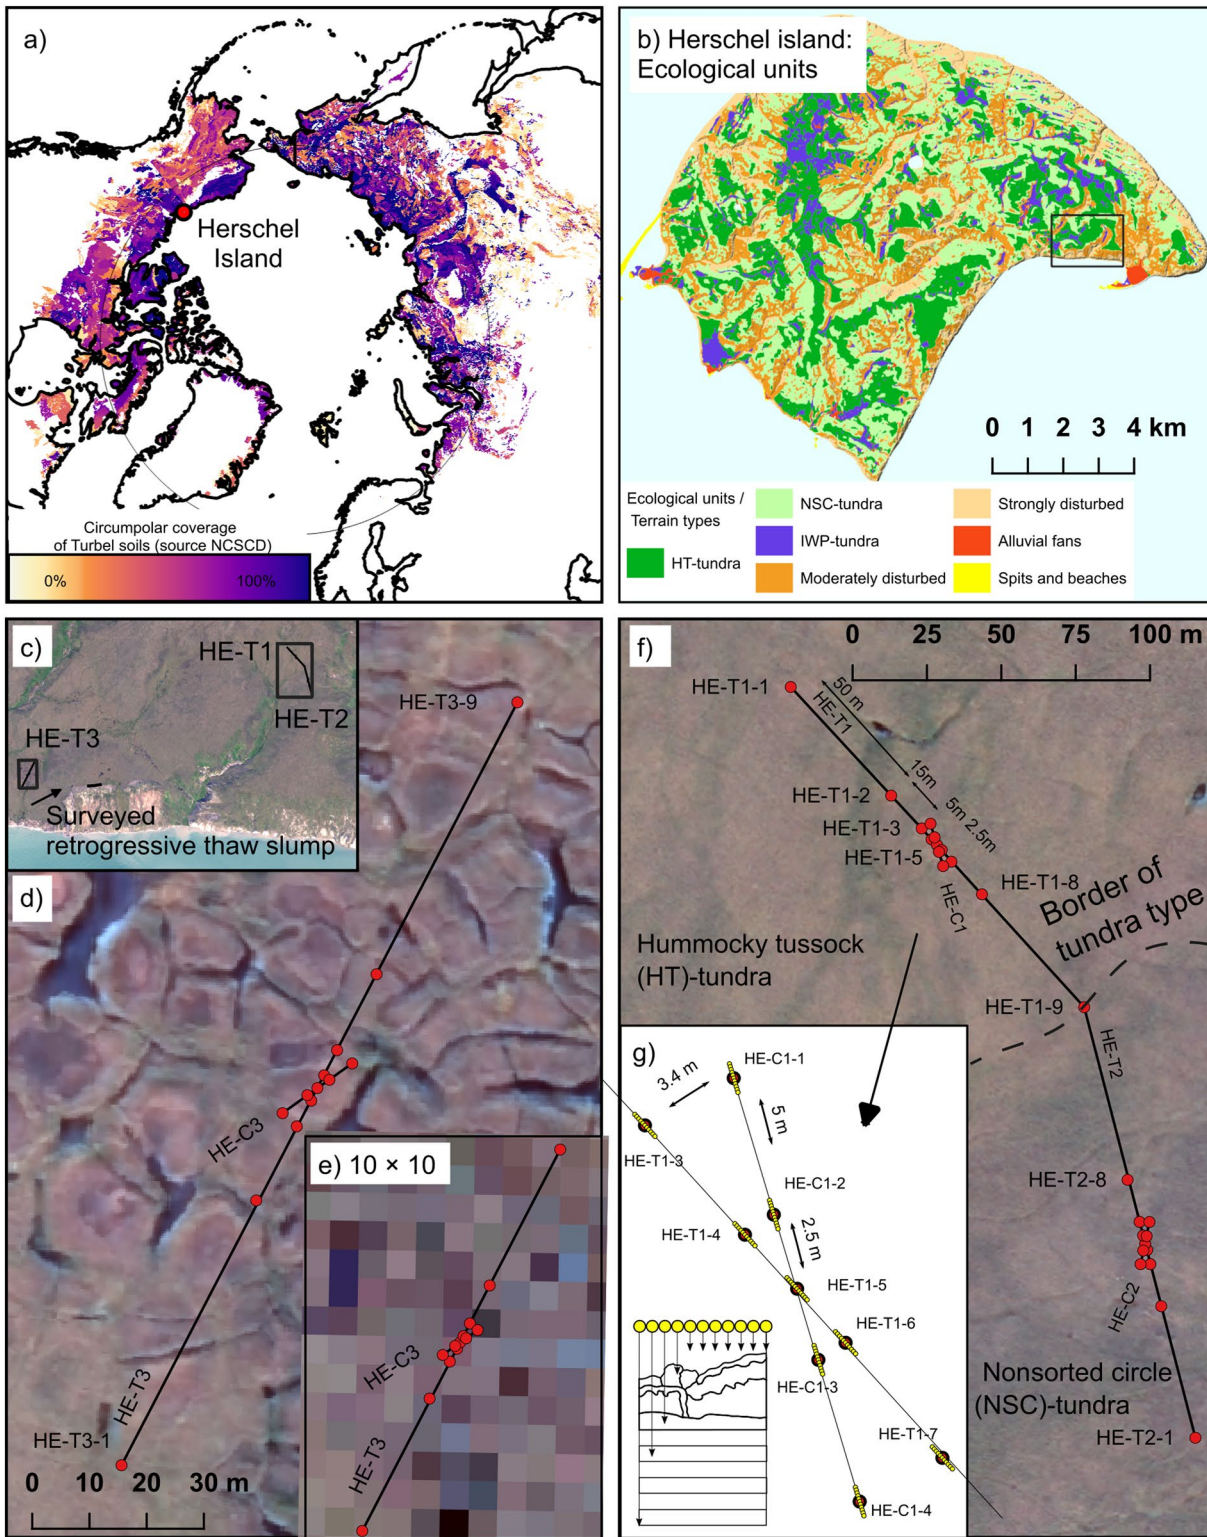 a)
Herschel
Island
Circumpolar coverage
of Turbel soils (source NCSCD)
0%
100%
b) Herschel island:
Ecological units
0 1 2 3 4 km
Ecological units /
Terrain types
HT-tundra
NSC-tundra
IWP-tundra
Moderately disturbed
Strongly disturbed
Alluvial fans
Spits and beaches
c)
HE-T1
HE-T2
HE-T3
Surveyed
retrogressive thaw slump
d)
HE-T3-9
HE-C3
HE-T3
HE-T3-1
0 10 20 30 m
e) 10 × 10
HE-C3
HE-T3
f)
0 25 50 75 100 m
HE-T1-1
50 m
HE-T1
15m
HE-T1-2
5m 2.5m
HE-T1-3
HE-T1-5
HE-C1
HE-T1-8
Border of
tundra type
Hummocky tussock
(HT)-tundra
HE-T1-9
HE-T2
HE-T2-8
HE-C2
Nonsorted circle
(NSC)-tundra
HE-T2-1
g)
HE-C1-1
3.4 m
5 m
HE-T1-3
HE-C1-2
HE-T1-4
2.5 m
HE-T1-5
HE-T1-6
HE-C1-3
HE-T1-7
HE-C1-4